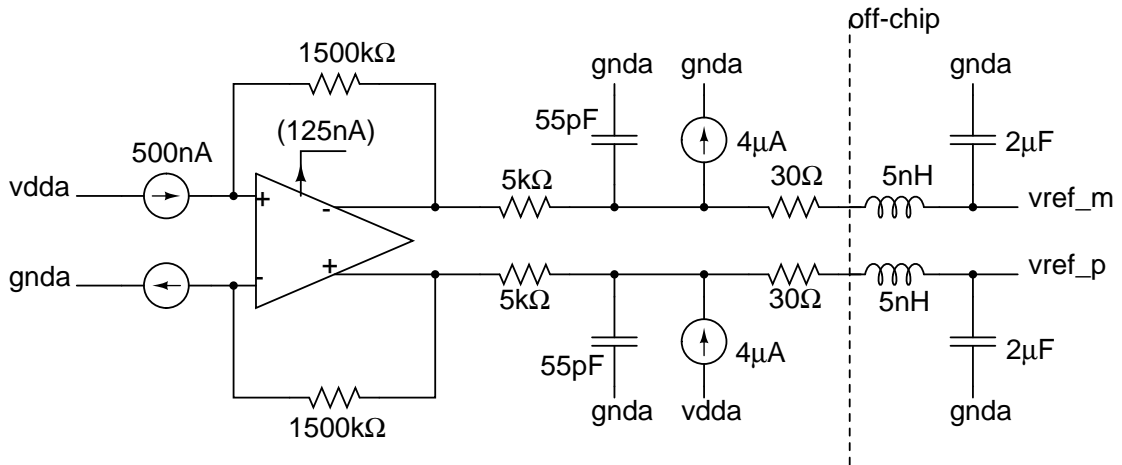 off-chip
1500kΩ
gnda gnda gnda
(125nA)
55pF
500nA 4μA 2μF
vdda
5kΩ 30Ω 5nH
+ -
vref_m
gnda
- +
vref_p
5kΩ 30Ω 5nH
55pF 4μA 2μF
gnda vdda gnda
1500kΩ